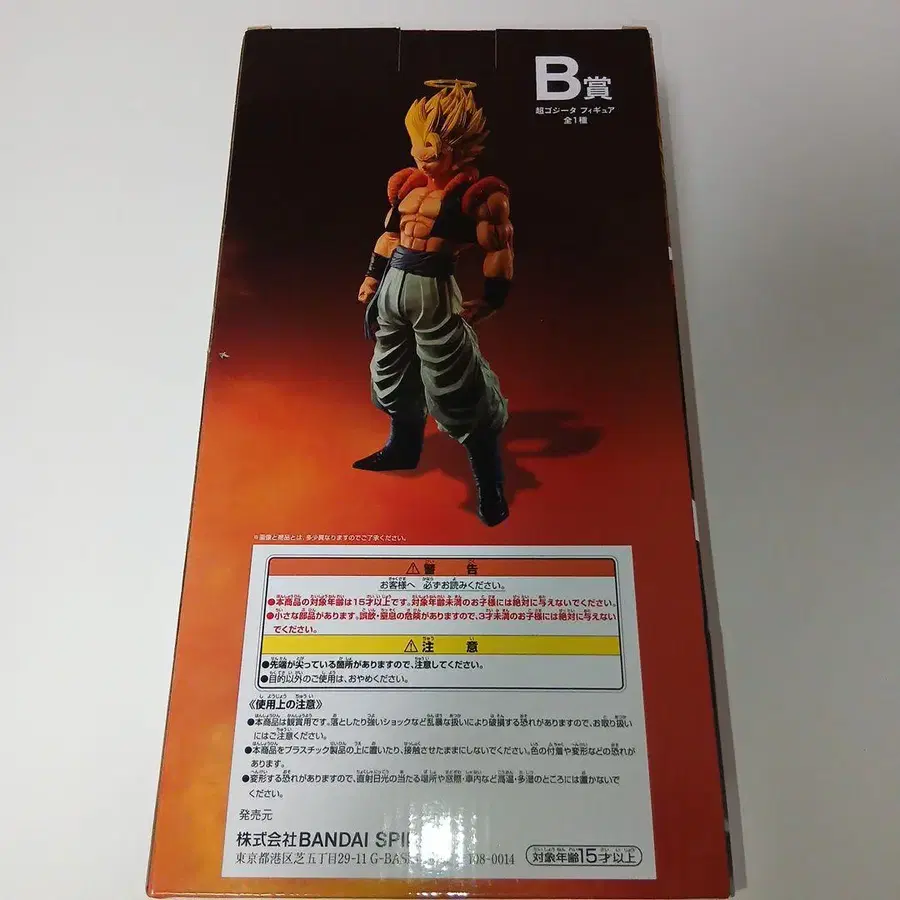 B賞
超ゴジータ フィギュア
全1種
※画像と商品とは、多少異なりますのでご了承ください。
⚠警 告
お客様へ 必ずお読みください。
●本商品の対象年齢は15才以上です。対象年齢未満のお子様には絶対に与えないでください。
●小さな部品があります。誤飲・窒息の危険がありますので、3才未満のお子様には絶対に与えない
でください。
⚠注 意
●先端が尖っている箇所がありますので、注意してください。
●目的以外のご使用は、おやめください。
《使用上の注意》
●本商品は観賞用です。落としたり強いショックなど乱暴な扱いにより破損する恐れがありますので、お取り扱い
にはご注意ください。
●本商品をプラスチック製品の上に置いたり、接触させたままにしないでください。色の付着や変形などの恐れが
あります。
●変形する恐れがありますので、直射日光の当たる場所や窓際・車内など高温・多湿のところには置かないで
ください。
発売元
株式会社BANDAI SPI
東京都港区芝五丁目29-11 G-BAS 108-0014
対象年齢15才以上